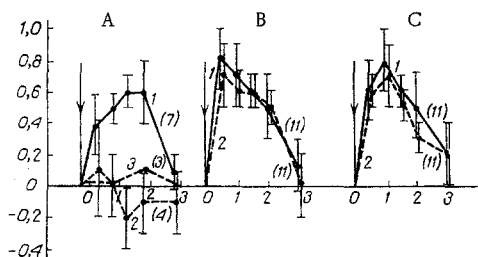 A B C
1,0
0,8
0,6
0,4
0,2
0
-0,2
-0,4
1 (7)
3 (3)
2 (4)
0 1 2 3
1 2 (11) (11)
0 1 2 3
1 2 (11) (11)
0 1 2 3